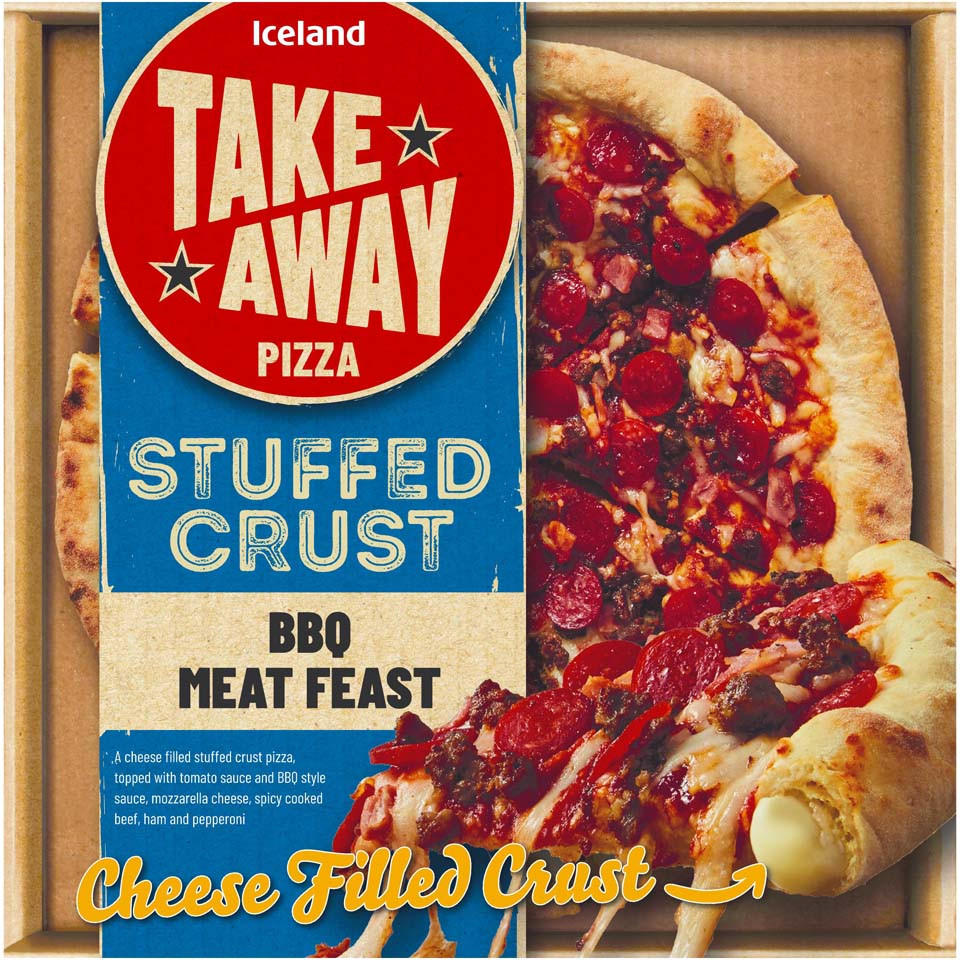 Iceland
TAKE
AWAY
PIZZA
STUFFED
CRUST
BBQ
MEAT FEAST
A cheese filled stuffed crust pizza,
topped with tomato sauce and BBQ style
sauce, mozzarella cheese, spicy cooked
beef, ham and pepperoni
Cheese Filled Crust